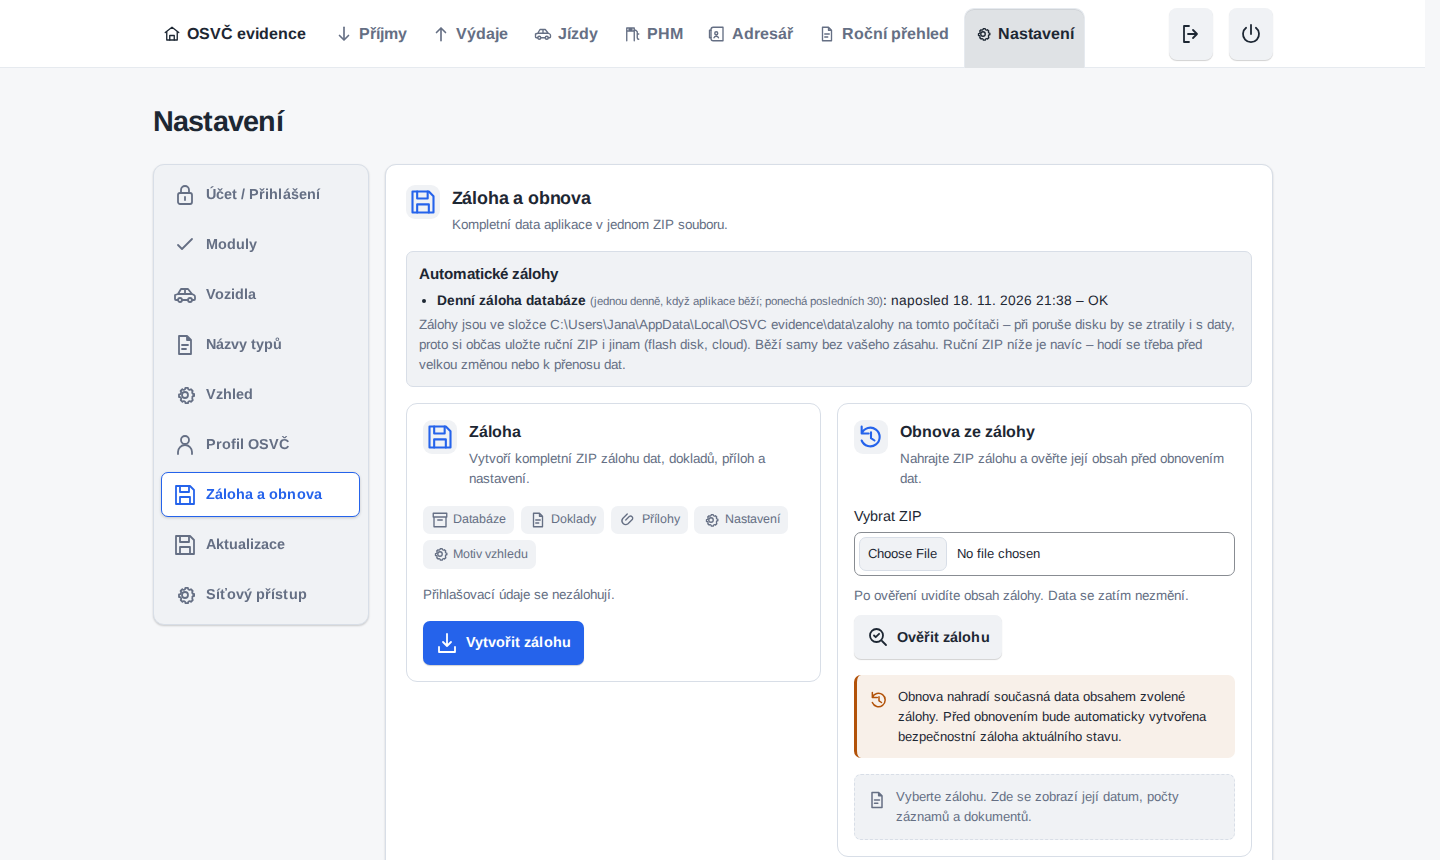 OSVČ evidence
Příjmy
Výdaje
Jízdy
PHM
Adresář
Roční přehled
Nastavení
Nastavení
Účet / Přihlášení
Moduly
Vozidla
Názvy typů
Vzhled
Profil OSVČ
Záloha a obnova
Aktualizace
Síťový přístup
Záloha a obnova
Kompletní data aplikace v jednom ZIP souboru.
Automatické zálohy
• Denní záloha databáze (jednou denně, když aplikace běží; ponechá posledních 30): naposled 18. 11. 2026 21:38 – OK
Zálohy jsou ve složce C:\Users\Jana\AppData\Local\OSVC evidence\data\zalohy na tomto počítači – při poruše disku by se ztratily i s daty,
proto si občas uložte ruční ZIP i jinam (flash disk, cloud). Běží samy bez vašeho zásahu. Ruční ZIP níže je navíc – hodí se třeba před
velkou změnou nebo k přenosu dat.
Záloha
Vytvoří kompletní ZIP zálohu dat, dokladů, příloh a
nastavení.
Databáze
Doklady
Přílohy
Nastavení
Motiv vzhledu
Přihlašovací údaje se nezálohují.
Vytvořit zálohu
Obnova ze zálohy
Nahrajte ZIP zálohu a ověřte její obsah před obnovením
dat.
Vybrat ZIP
Choose File No file chosen
Po ověření uvidíte obsah zálohy. Data se zatím nezmění.
Ověřit zálohu
Obnova nahradí současná data obsahem zvolené
zálohy. Před obnovením bude automaticky vytvořena
bezpečnostní záloha aktuálního stavu.
Vyberte zálohu. Zde se zobrazí její datum, počty
záznamů a dokumentů.